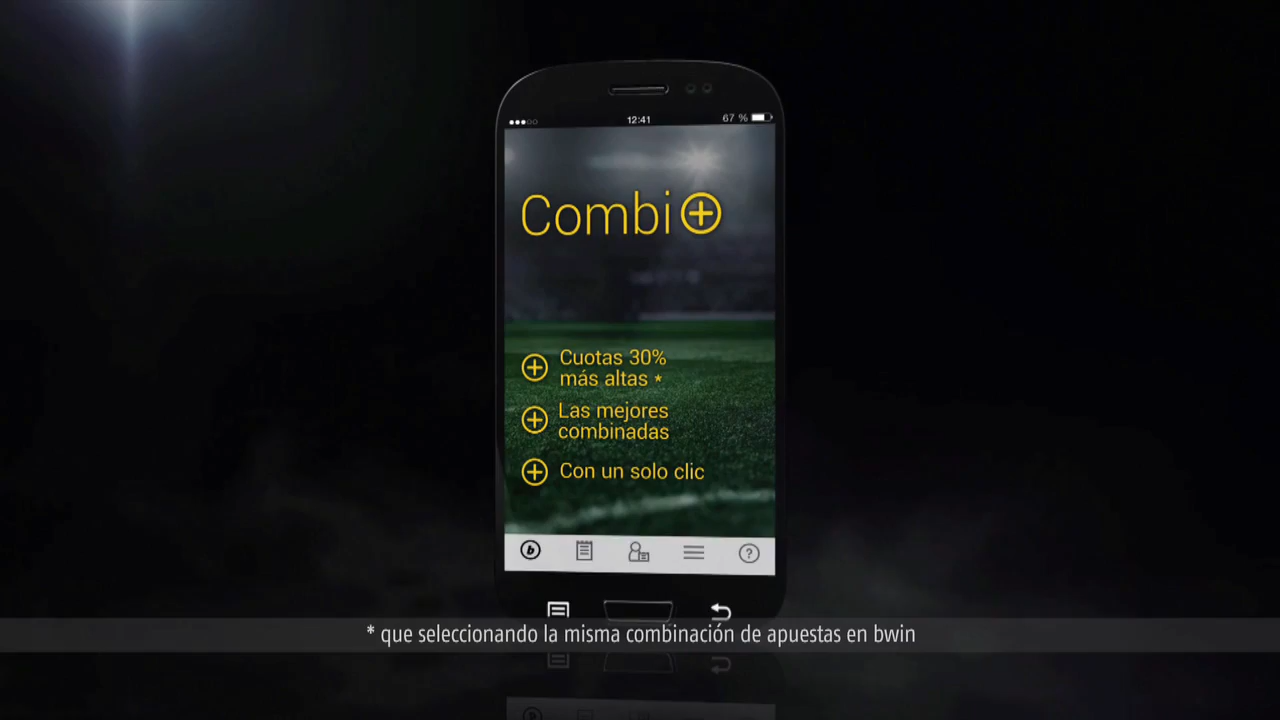 12:41
67 %
Combi+
Cuotas 30%
más altas *
Las mejores
combinadas
Con un solo clic
b
?
* que seleccionando la misma combinación de apuestas en bwin